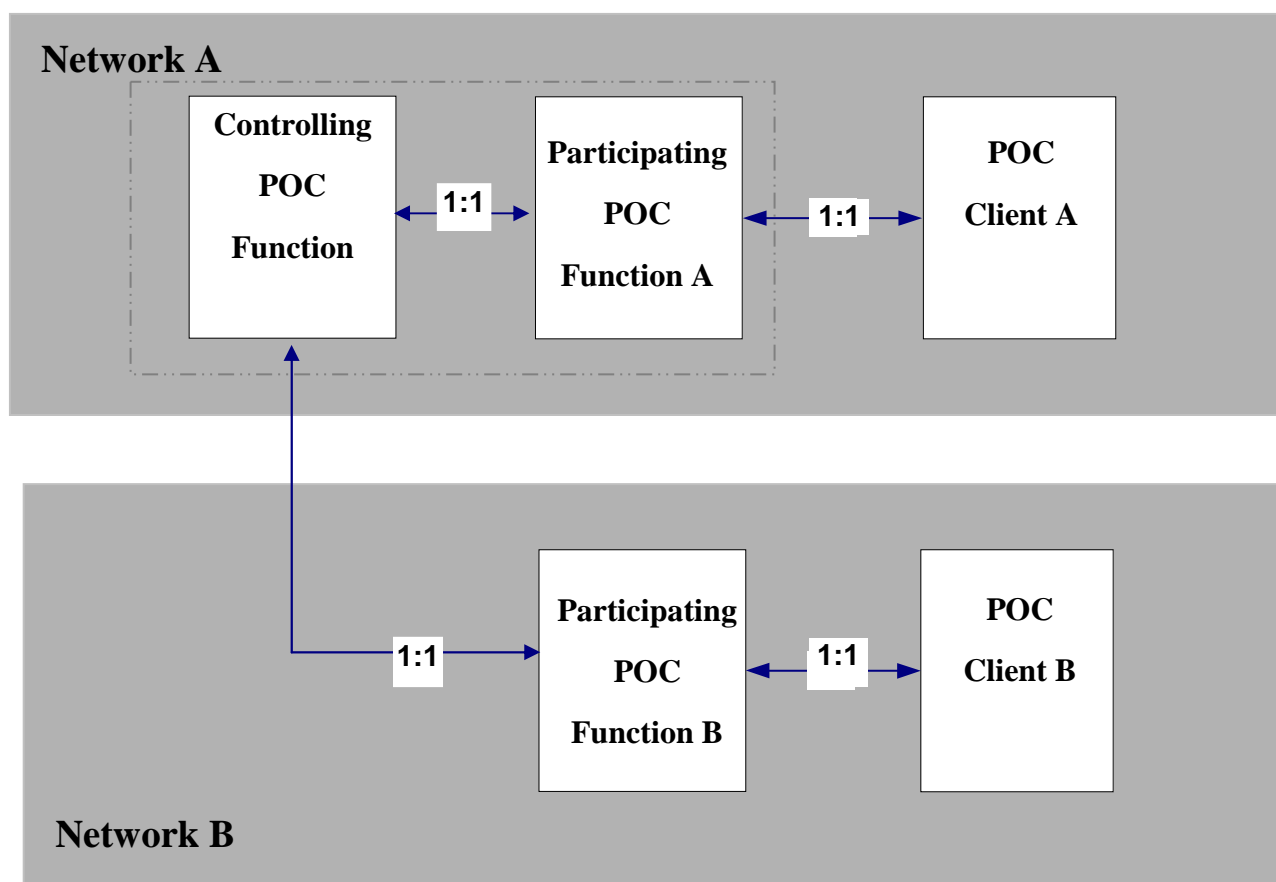 Network A
Controlling
POC
Function
1:1
Participating
POC
Function A
1:1
POC
Client A
1:1
Participating
POC
Function B
1:1
POC
Client B
Network B